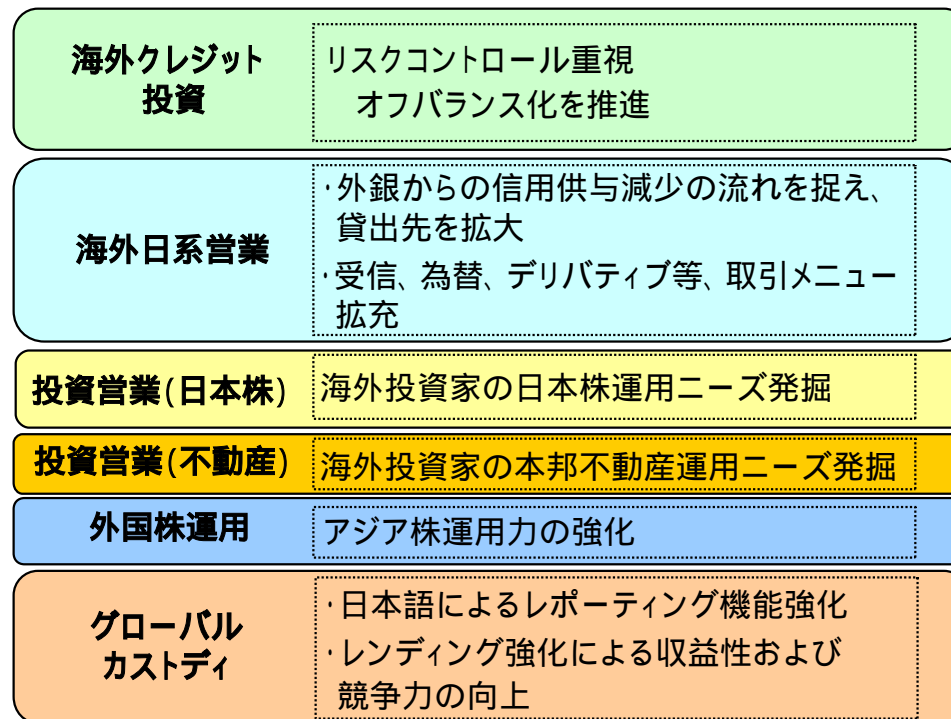 海外クレジット
投資
リスクコントロール重視
オフバランス化を推進
海外日系営業
・外銀からの信用供与減少の流れを捉え、
貸出先を拡大
・受信、為替、デリバティブ等、取引メニュー
拡充
投資営業(日本株)
海外投資家の日本株運用ニーズ発掘
投資営業(不動産)
海外投資家の本邦不動産運用ニーズ発掘
外国株運用
アジア株運用力の強化
グローバル
カストディ
・日本語によるレポーティング機能強化
・レンディング強化による収益性および
競争力の向上